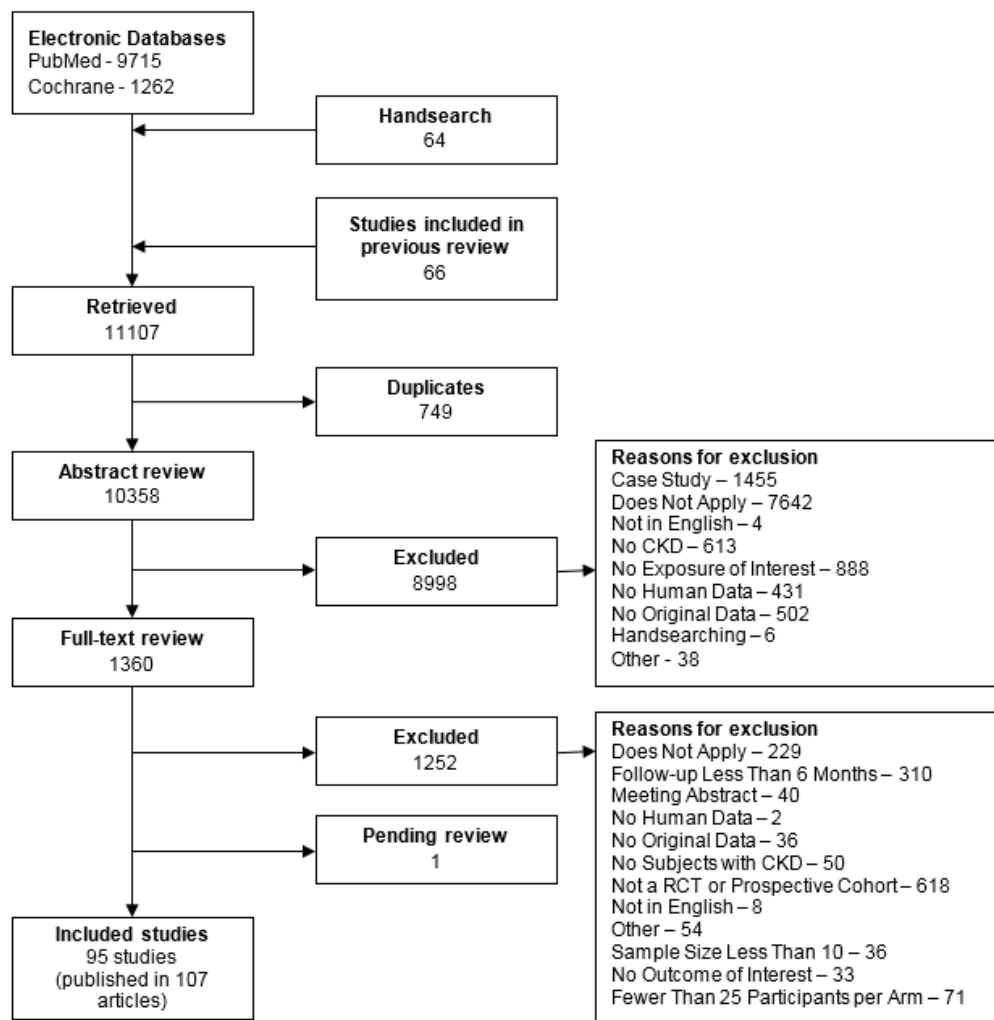 Electronic Databases
PubMed - 9715
Cochrane - 1262
Handsearch
64
Studies included in
previous review
66
Retrieved
11107
Duplicates
749
Abstract review
10358
Excluded
8998
Reasons for exclusion
Case Study – 1455
Does Not Apply – 7642
Not in English – 4
No CKD – 613
No Exposure of Interest – 888
No Human Data – 431
No Original Data – 502
Handsearching – 6
Other - 38
Full-text review
1360
Excluded
1252
Reasons for exclusion
Does Not Apply – 229
Follow-up Less Than 6 Months – 310
Meeting Abstract – 40
No Human Data – 2
No Original Data – 36
No Subjects with CKD – 50
Not a RCT or Prospective Cohort – 618
Not in English – 8
Other – 54
Sample Size Less Than 10 – 36
No Outcome of Interest – 33
Fewer Than 25 Participants per Arm – 71
Pending review
1
Included studies
95 studies
(published in 107
articles)